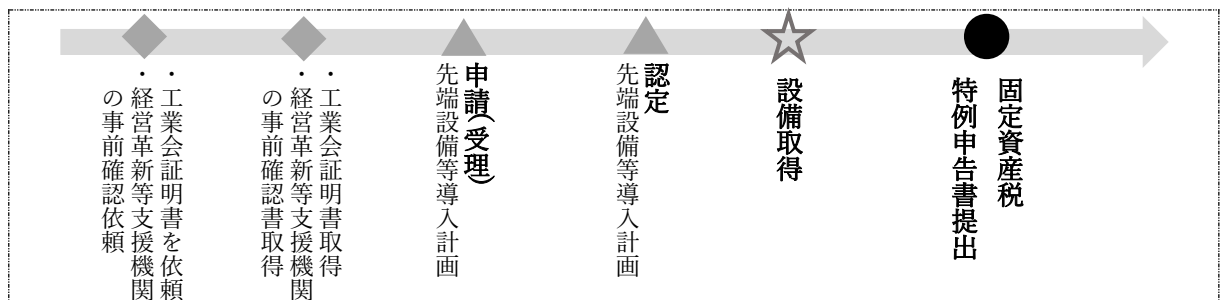 ・工業会証明書を依頼
・経営革新等支援機関
の事前確認依頼
・工業会証明書取得
・経営革新等支援機関
の事前確認書取得
申請(受理)
先端設備等導入計画
認定
先端設備等導入計画
設備取得
固定資産税
特例申告書提出